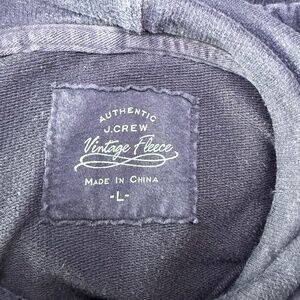 AUTHENTIC
J.CREW
Vintage Fleece
MADE IN CHINA
-L-